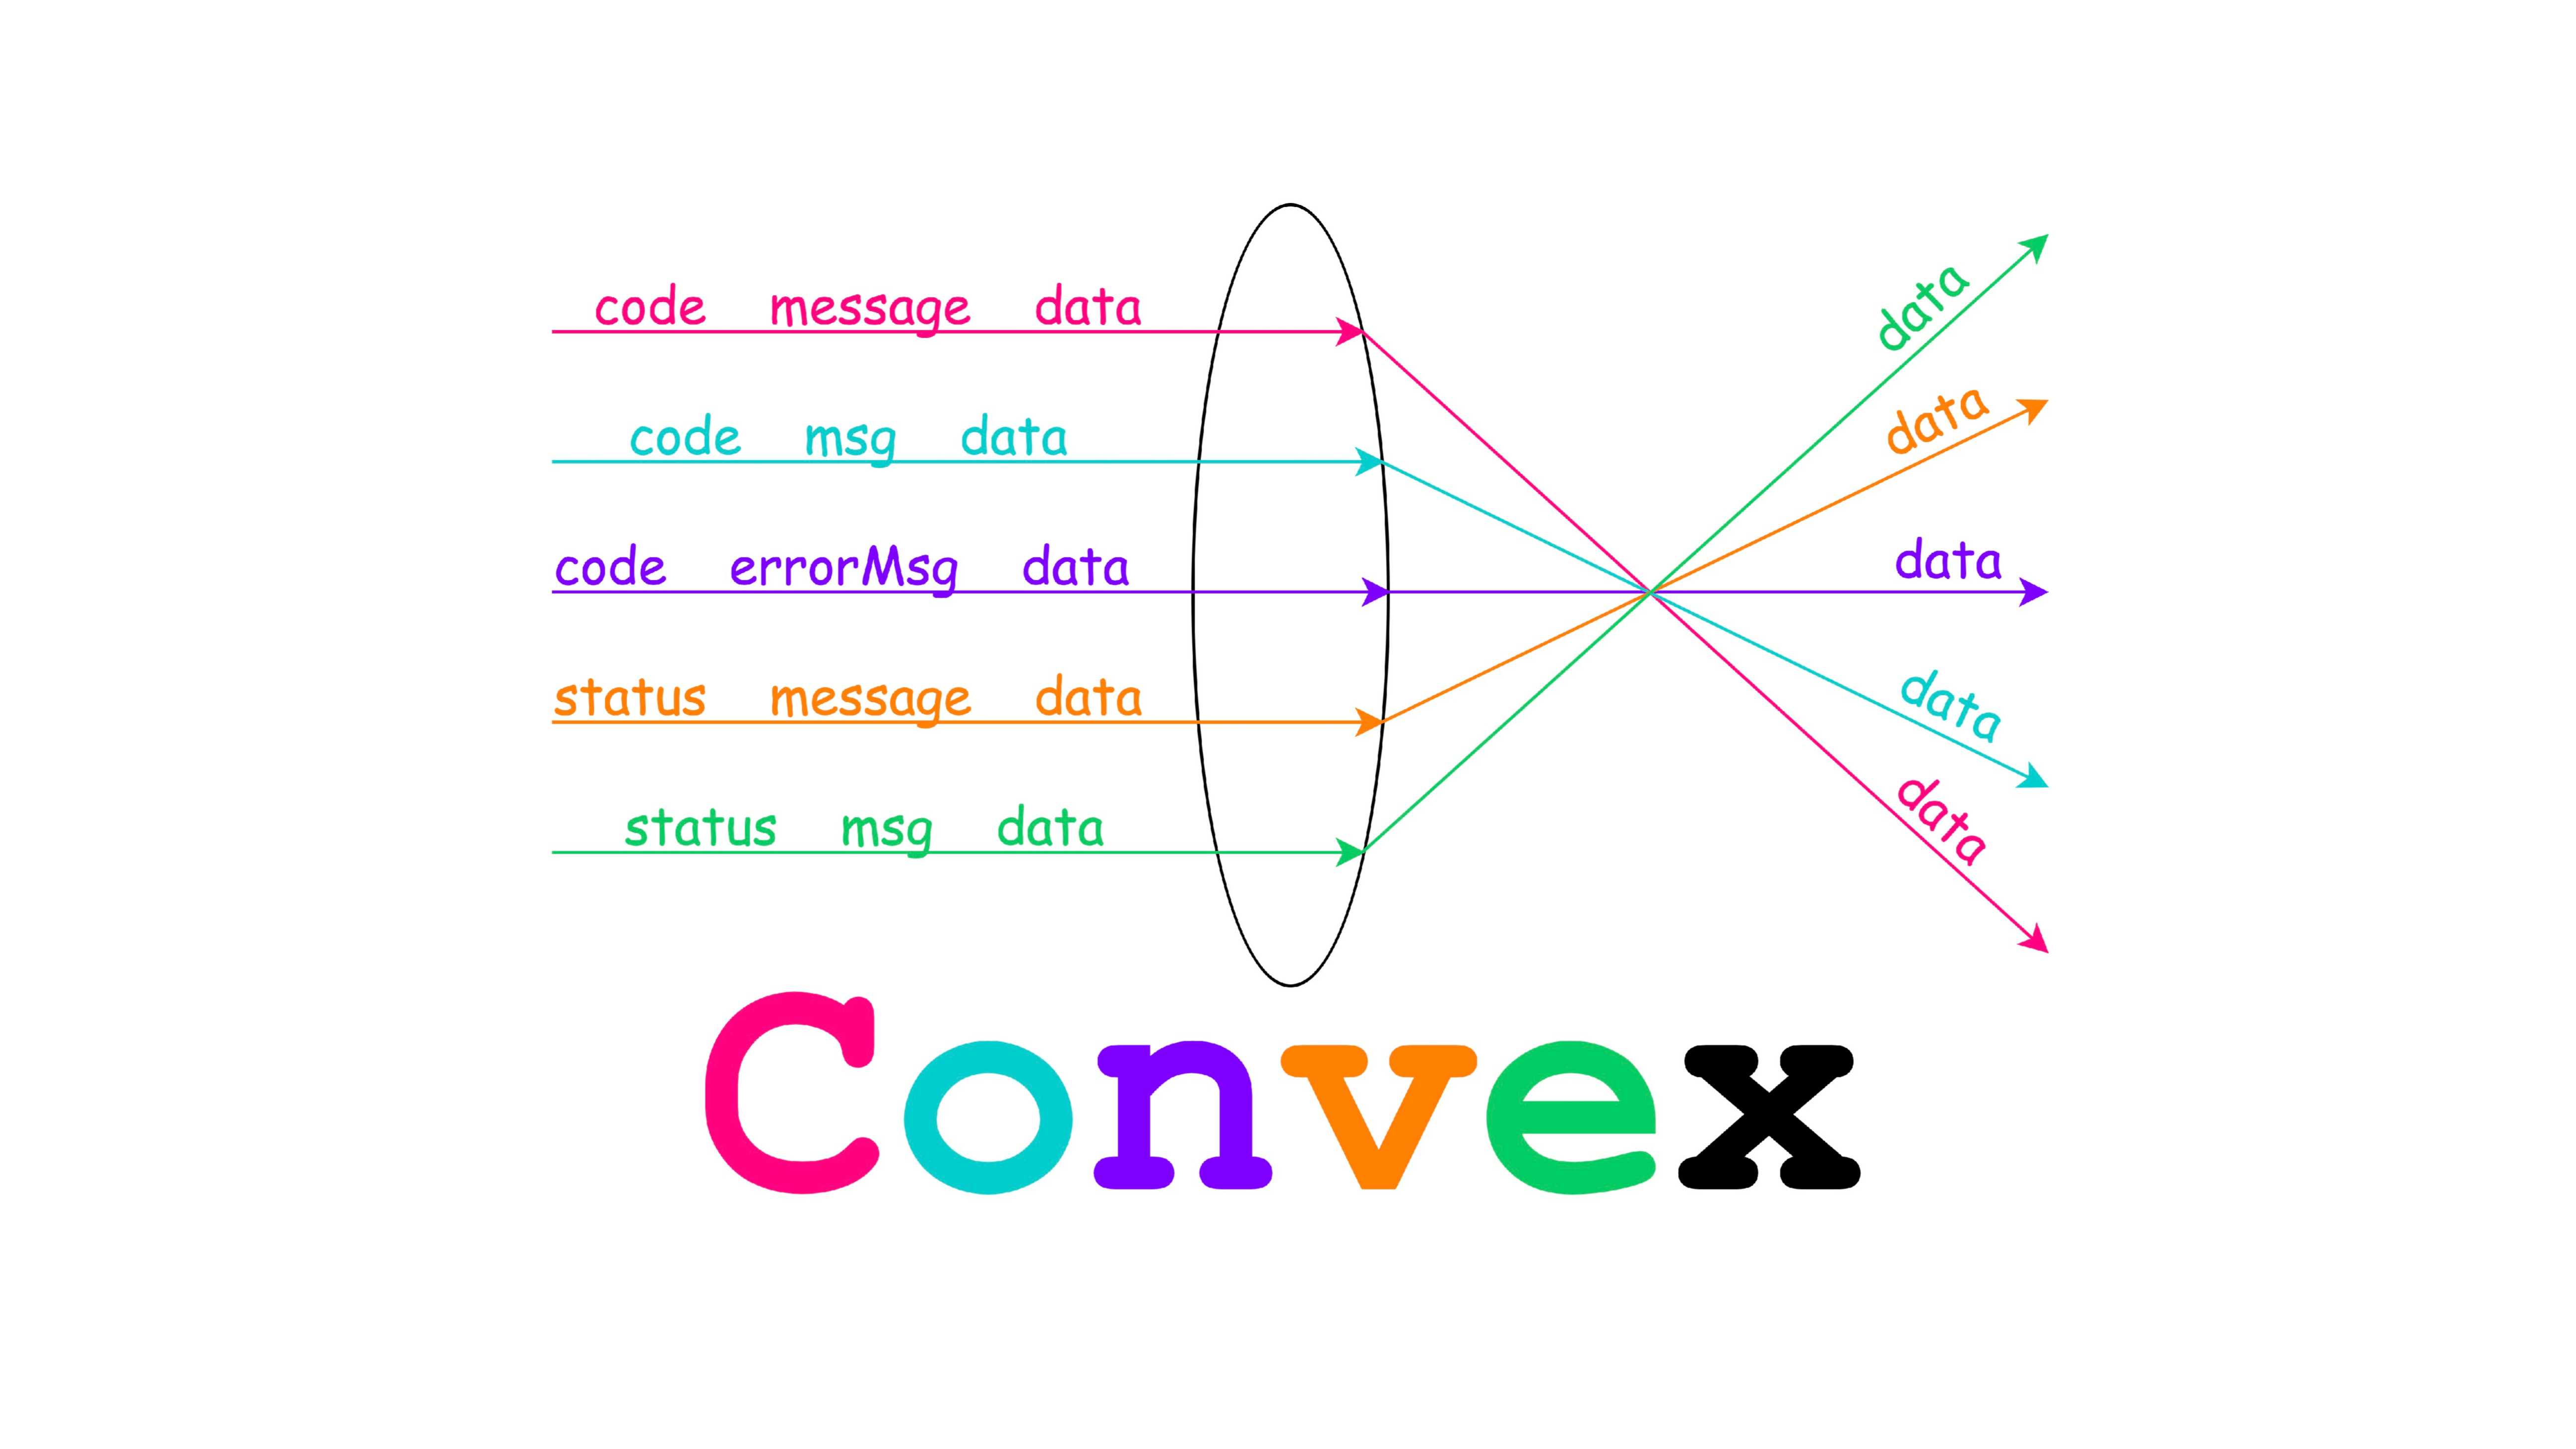 code message data
code msg data
code errorMsg data
status message data
status msg data
data
data
data
data
data
Convex